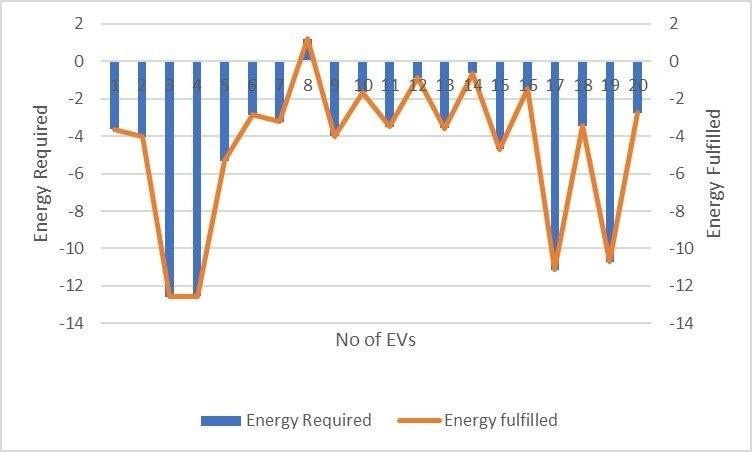 2 2
0 0
1 2 3 4 5 6 7 8 9 10 11 12 13 14 15 16 17 18 19 20
-2 -2
-4 -4
-6 -6
-8 -8
-10 -10
-12 -12
-14 -14
Energy Required
Energy Fulfilled
No of EVs
Energy Required Energy fulfilled